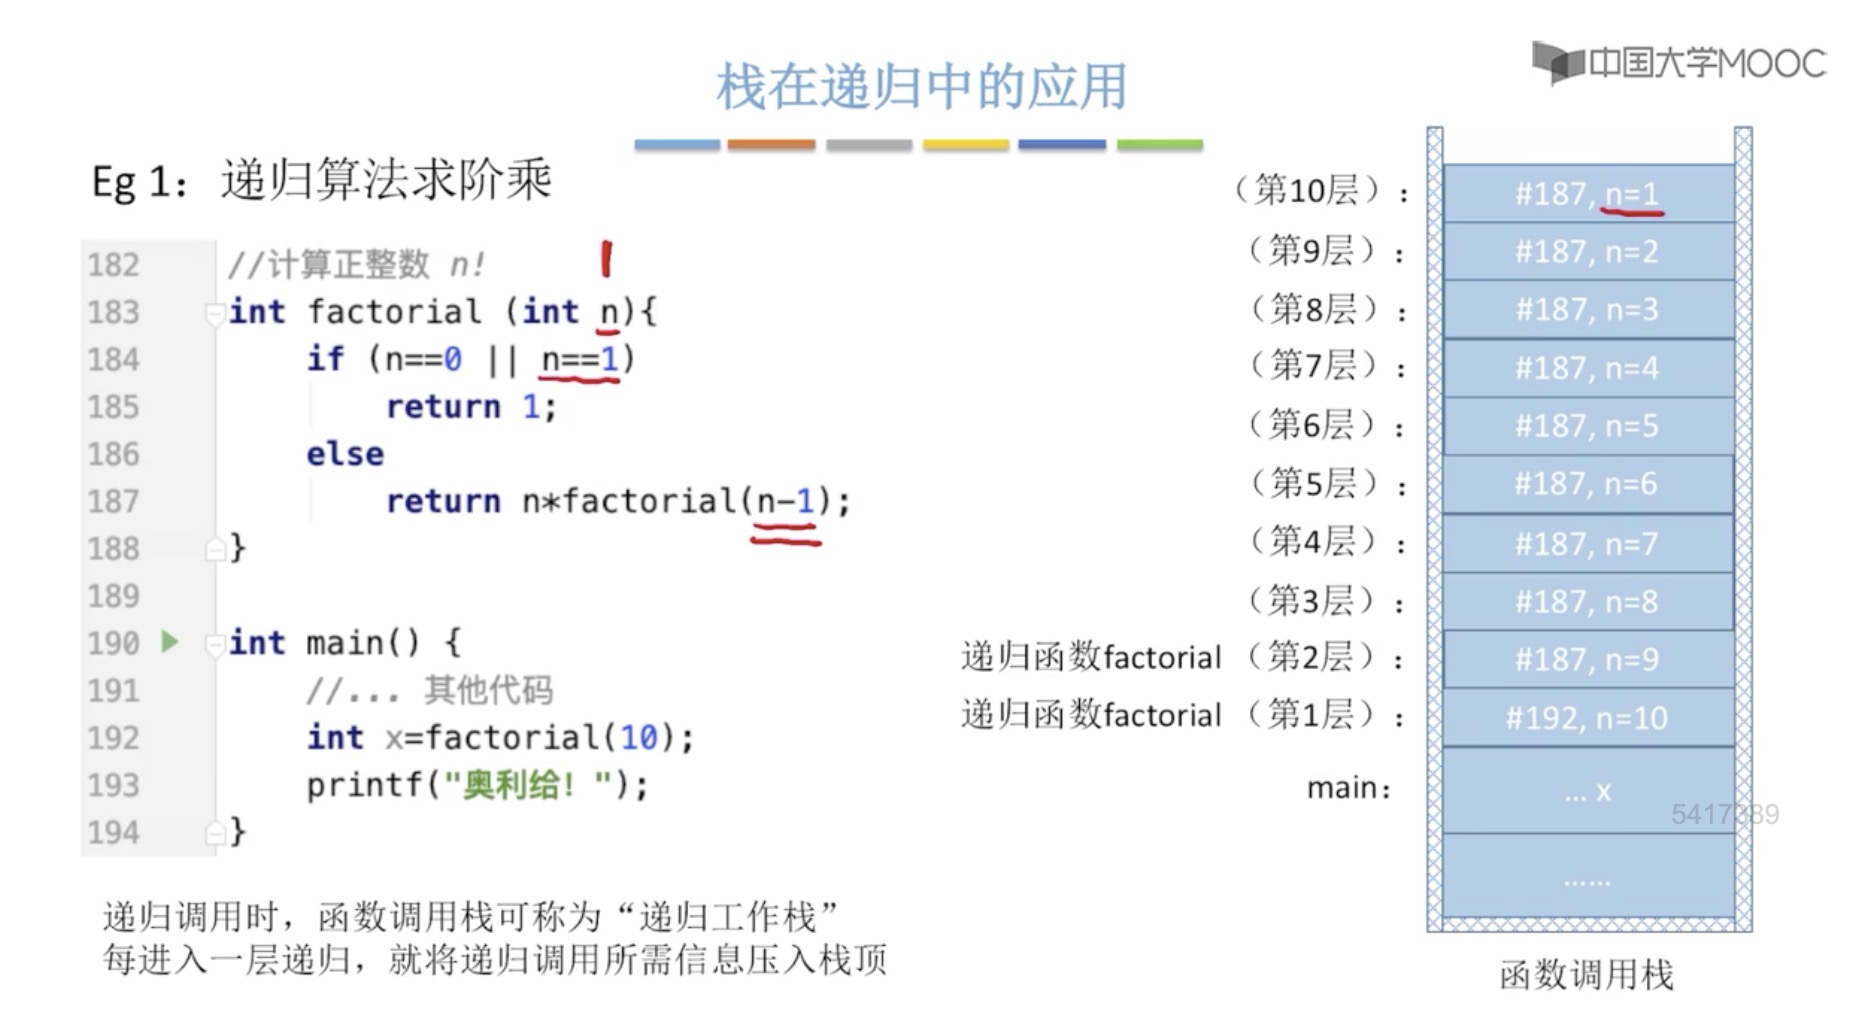 中国大学MOOC
栈在递归中的应用
Eg 1：递归算法求阶乘
182 //计算正整数 n!
183 int factorial (int n){
184 if (n==0 || n==1)
185 return 1;
186 else
187 return n*factorial(n-1);
188 }
189
190 int main() {
191 //... 其他代码
192 int x=factorial(10);
193 printf("奥利给！");
194 }
1
递归调用时，函数调用栈可称为“递归工作栈”
每进入一层递归，就将递归调用所需信息压入栈顶
（第10层）： #187, n=1
（第9层）： #187, n=2
（第8层）： #187, n=3
（第7层）： #187, n=4
（第6层）： #187, n=5
（第5层）： #187, n=6
（第4层）： #187, n=7
（第3层）： #187, n=8
递归函数factorial （第2层）： #187, n=9
递归函数factorial （第1层）： #192, n=10
main： ... x
5417389
……
函数调用栈